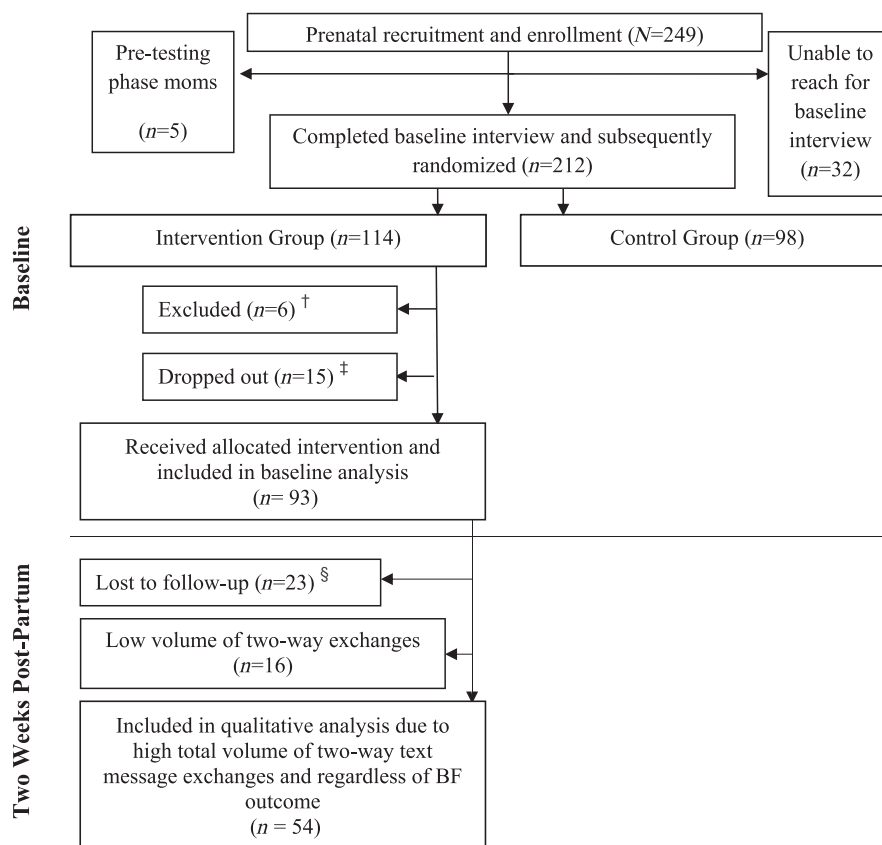 Prenatal recruitment and enrollment (N=249)
Pre-testing
phase moms
(n=5)
Unable to
reach for
baseline
interview
(n=32)
Completed baseline interview and subsequently
randomized (n=212)
Baseline
Intervention Group (n=114)
Control Group (n=98)
Excluded (n=6) †
Dropped out (n=15) ‡
Received allocated intervention and
included in baseline analysis
(n= 93)
Two Weeks Post-Partum
Lost to follow-up (n=23) §
Low volume of two-way exchanges
(n=16)
Included in qualitative analysis due to
high total volume of two-way text
message exchanges and regardless of BF
outcome
(n = 54)